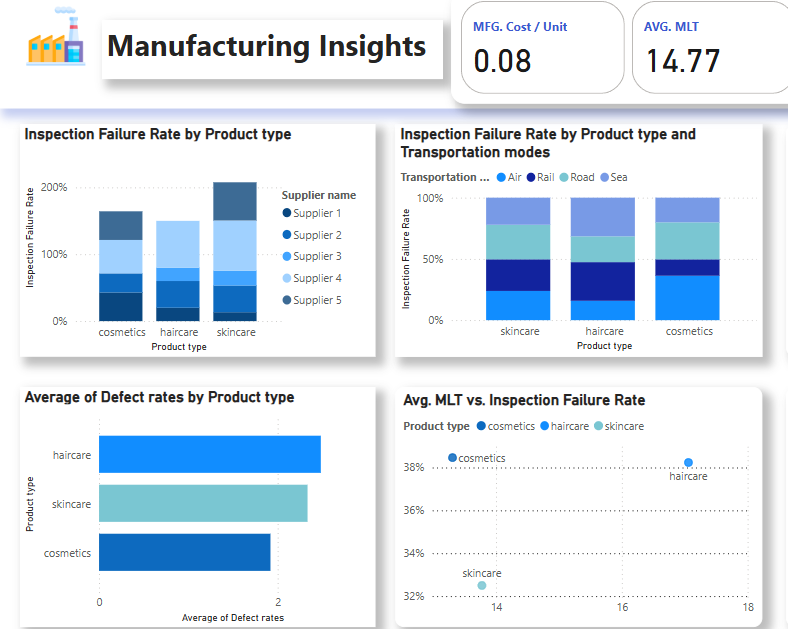 Manufacturing Insights
MFG. Cost / Unit
0.08
AVG. MLT
14.77
Inspection Failure Rate by Product type
Inspection Failure Rate
200%
100%
0%
cosmetics haircare skincare
Product type
Supplier name
Supplier 1
Supplier 2
Supplier 3
Supplier 4
Supplier 5
Inspection Failure Rate by Product type and
Transportation modes
Transportation ... Air Rail Road Sea
Inspection Failure Rate
100%
50%
0%
skincare haircare cosmetics
Product type
Average of Defect rates by Product type
Product type
haircare
skincare
cosmetics
0 2
Average of Defect rates
Avg. MLT vs. Inspection Failure Rate
Product type cosmetics haircare skincare
38%
36%
34%
32%
cosmetics
haircare
skincare
14 16 18